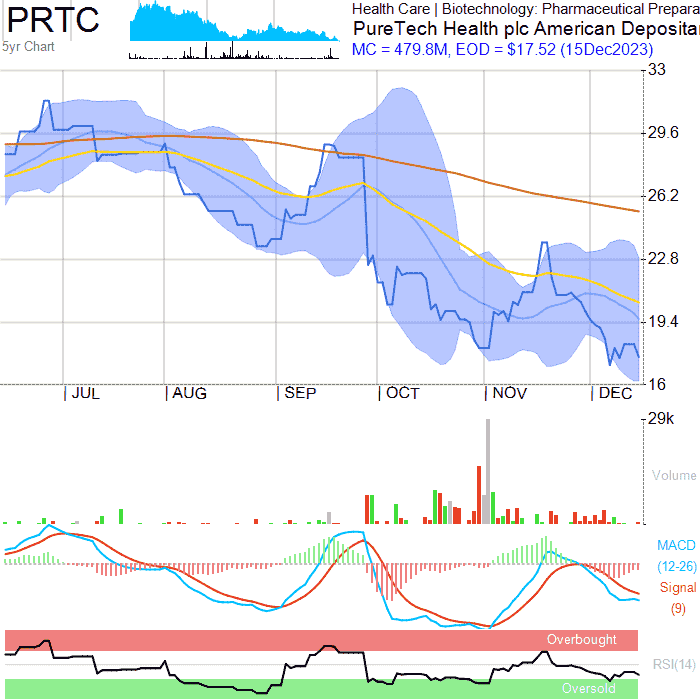 PRTC
5yr Chart
Health Care | Biotechnology: Pharmaceutical Prepara
PureTech Health plc American Depositar
MC = 479.8M, EOD = $17.52 (15Dec2023)
33
29.6
26.2
22.8
19.4
16
JUL AUG SEP OCT NOV DEC
29k
Volume
MACD
(12-26)
Signal
(9)
Overbought
RSI(14)
Oversold